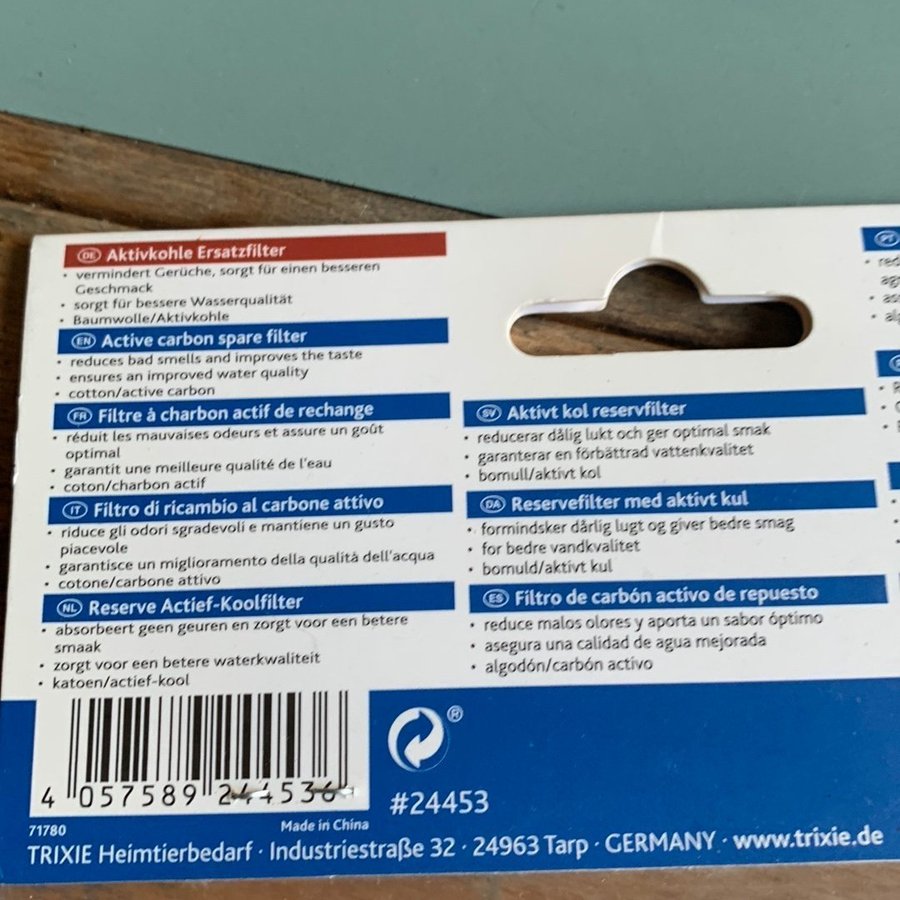 DE Aktivkohle Ersatzfilter
• vermindert Gerüche, sorgt für einen besseren
Geschmack
• sorgt für bessere Wasserqualität
• Baumwolle/Aktivkohle
EN Active carbon spare filter
• reduces bad smells and improves the taste
• ensures an improved water quality
• cotton/active carbon
FR Filtre à charbon actif de rechange
• réduit les mauvaises odeurs et assure un goût
optimal
• garantit une meilleure qualité de l'eau
• coton/charbon actif
IT Filtro di ricambio al carbone attivo
• riduce gli odori sgradevoli e mantiene un gusto
piacevole
• garantisce un miglioramento della qualità dell'acqua
• cotone/carbone attivo
NL Reserve Actief-Koolfilter
• absorbeert geen geuren en zorgt voor een betere
smaak
• zorgt voor een betere waterkwaliteit
• katoen/actief-kool
SV Aktivt kol reservfilter
• reducerar dålig lukt och ger optimal smak
• garanterar en förbättrad vattenkvalitet
• bomull/aktivt kol
DA Reservefilter med aktivt kul
• formindsker dårlig lugt og giver bedre smag
• for bedre vandkvalitet
• bomuld/aktivt kul
ES Filtro de carbón activo de repuesto
• reduce malos olores y aporta un sabor óptimo
• asegura una calidad de agua mejorada
• algodón/carbón activo
PT
4 057589 244536
®
#24453
71780 Made in China
TRIXIE Heimtierbedarf · Industriestraße 32 · 24963 Tarp · GERMANY · www.trixie.de